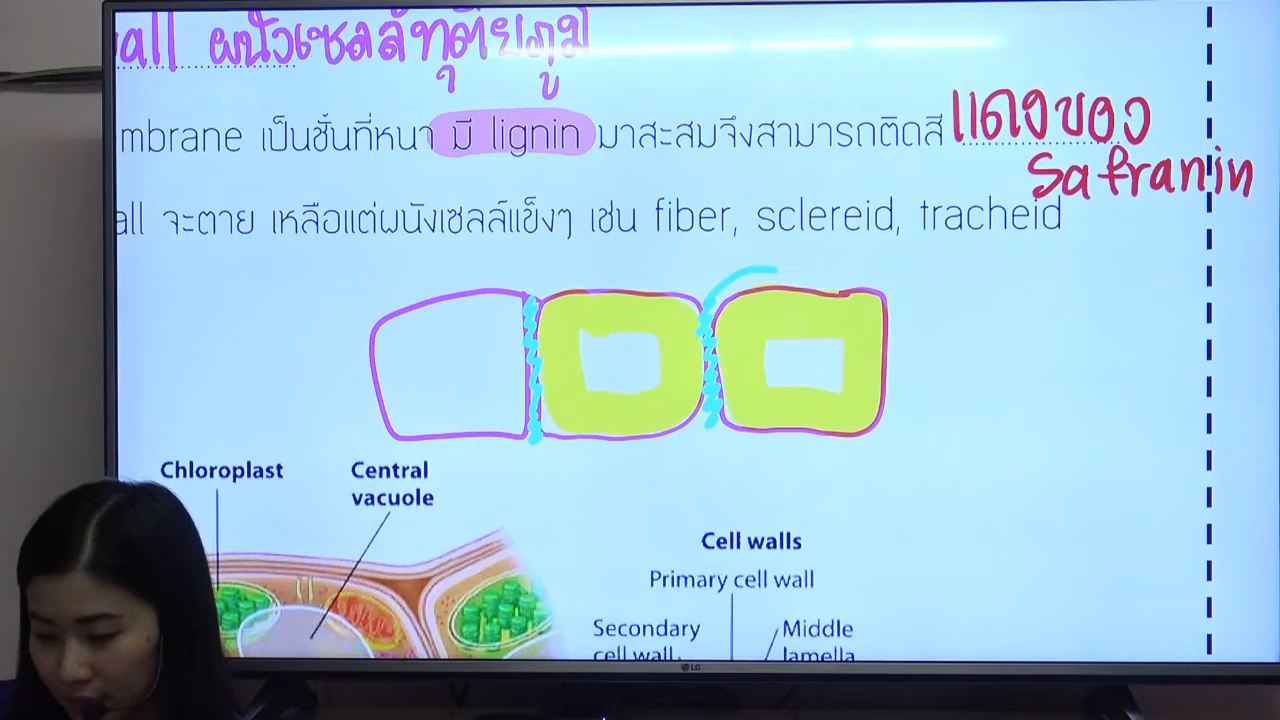 all ผนังเซลล์ทุติยภูมิ
mbrane เป็นชั้นที่หนา มี lignin มาสะสมจึงสามารถติดสี แดงของ
Safranin
all จะตาย เหลือแต่ผนังเซลล์แข็งๆ เช่น fiber, sclereid, tracheid
Chloroplast
Central
vacuole
Cell walls
Primary cell wall
Secondary
cell wall
Middle
lamella
LG